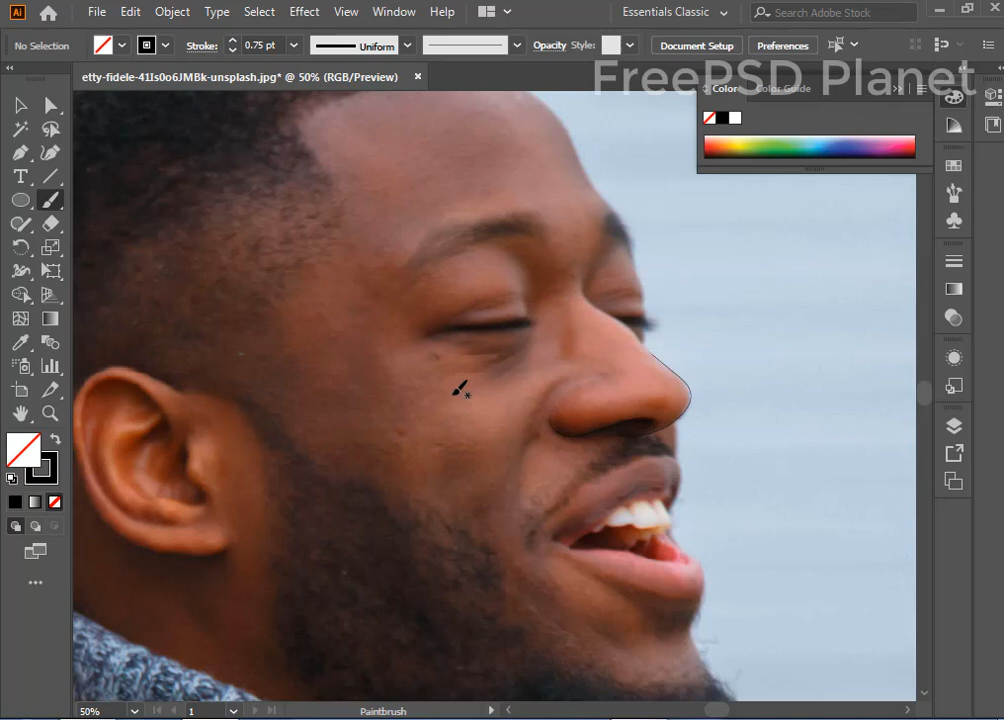 Ai File Edit Object Type Select Effect View Window Help Essentials Classic Search Adobe Stock
No Selection Stroke: 0.75 pt Uniform Opacity Style: Document Setup Preferences
etty-fidele-41Is0o6JMBk-unsplash.jpg* @ 50% (RGB/Preview) ×
FreePSD Planet
Color Color Guide
50% 1 Paintbrush